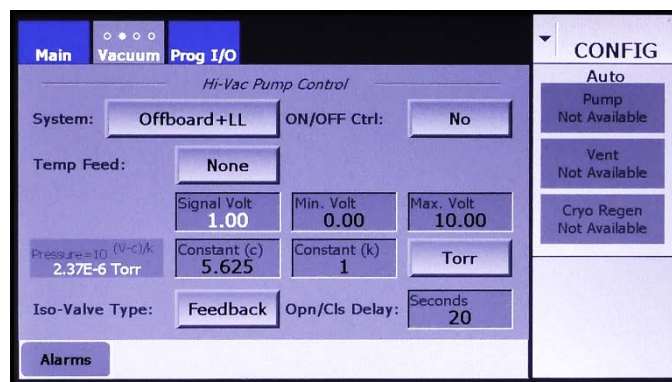 Main Vacuum Prog I/O
CONFIG
Auto
Pump
Not Available
Vent
Not Available
Cryo Regen
Not Available
Hi-Vac Pump Control
System: Offboard+LL ON/OFF Ctrl: No
Temp Feed: None
Signal Volt Min. Volt Max. Volt
1.00 0.00 10.00
Pressure=10 (V-c)/k Constant (c) Constant (k) Torr
2.37E-6 Torr 5.625 1
Iso-Valve Type: Feedback Opn/Cls Delay: Seconds
20
Alarms